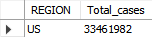 REGION Total_cases
US 33461982